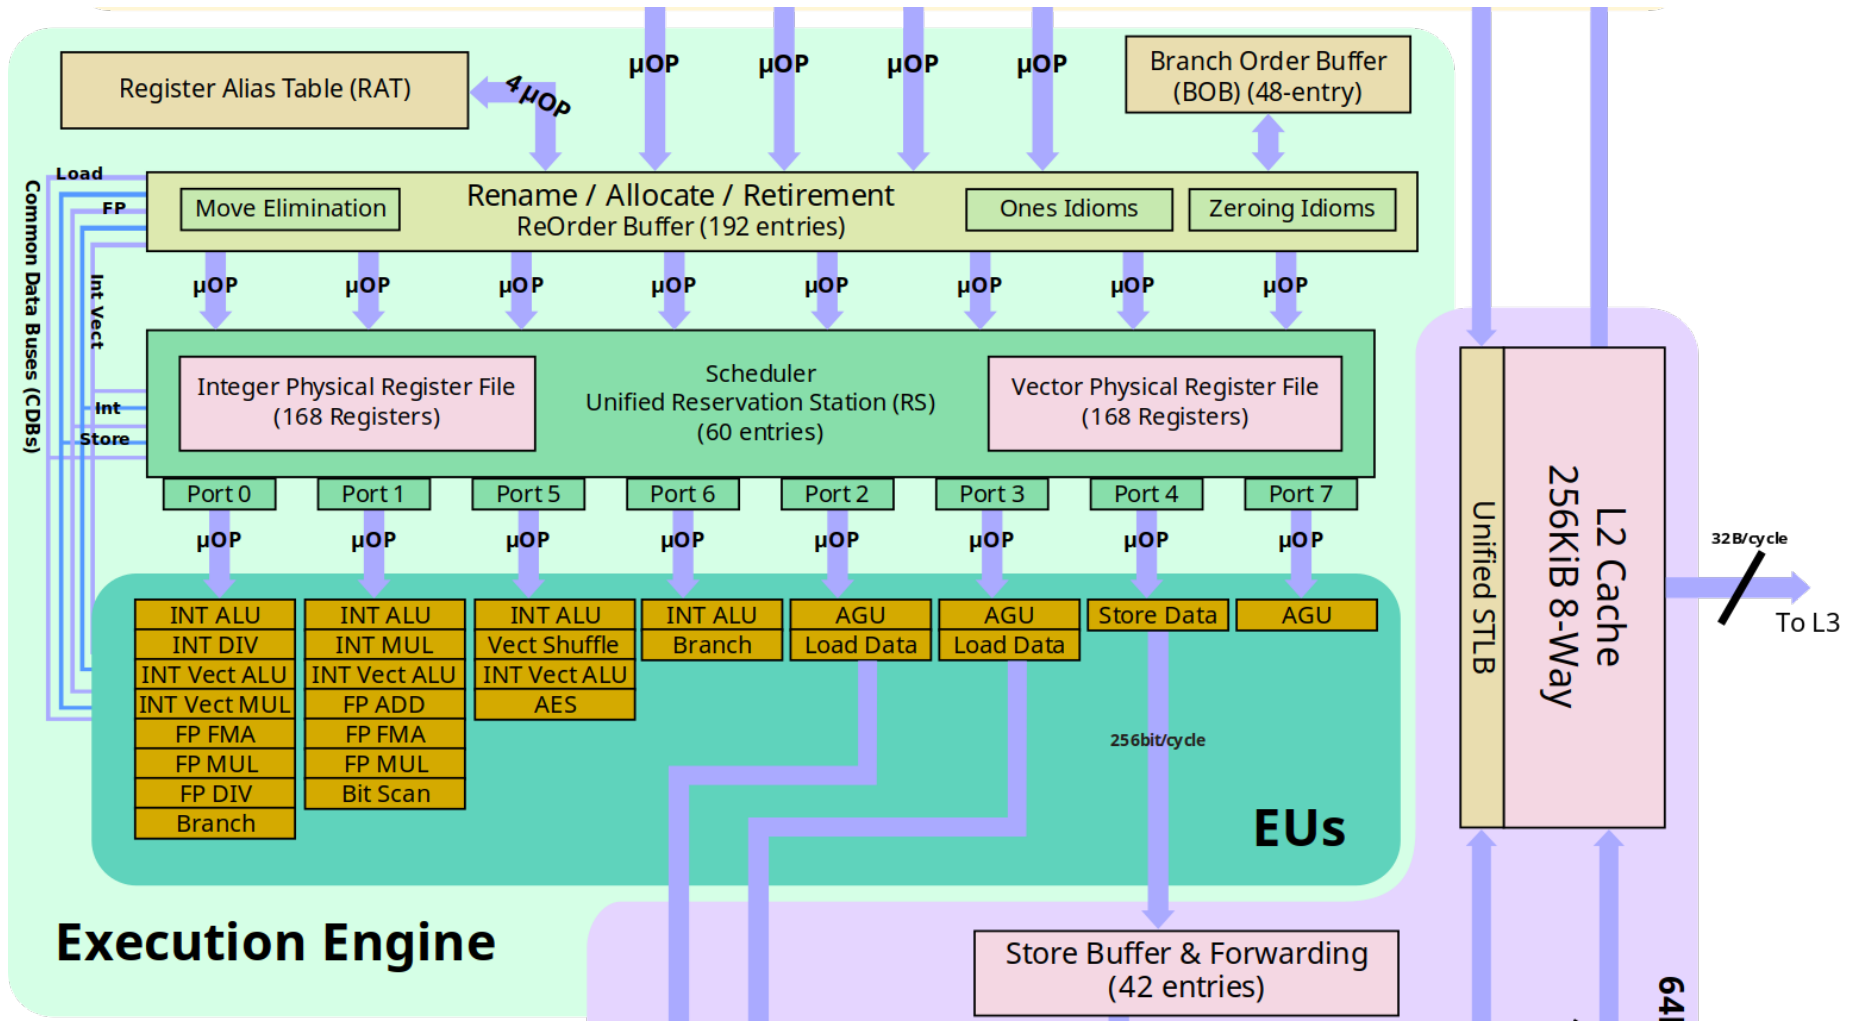 µOP
µOP
µOP
µOP
Register Alias Table (RAT)
4 µOP
Branch Order Buffer
(BOB) (48-entry)
Common Data Buses (CDBs)
Load
FP
Int Vect
Int
Store
Move Elimination
Rename / Allocate / Retirement
ReOrder Buffer (192 entries)
Ones Idioms
Zeroing Idioms
µOP
µOP
µOP
µOP
µOP
µOP
µOP
µOP
Integer Physical Register File
(168 Registers)
Scheduler
Unified Reservation Station (RS)
(60 entries)
Vector Physical Register File
(168 Registers)
Port 0
Port 1
Port 5
Port 6
Port 2
Port 3
Port 4
Port 7
µOP
µOP
µOP
µOP
µOP
µOP
µOP
µOP
INT ALU
INT DIV
INT Vect ALU
INT Vect MUL
FP FMA
FP MUL
FP DIV
Branch
INT ALU
INT MUL
INT Vect ALU
FP ADD
FP FMA
FP MUL
Bit Scan
INT ALU
Vect Shuffle
INT Vect ALU
AES
INT ALU
Branch
AGU
Load Data
AGU
Load Data
Store Data
AGU
256bit/cycle
EUs
Execution Engine
Store Buffer & Forwarding
(42 entries)
Unified STLB
L2 Cache
256KiB 8-Way
32B/cycle
To L3